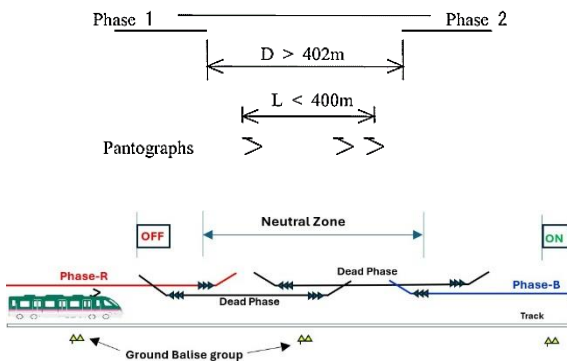 Phase 1
Phase 2
D > 402m
L < 400m
Pantographs
OFF
Neutral Zone
ON
Phase-R
Dead Phase
Dead Phase
Phase-B
Track
Ground Balise group